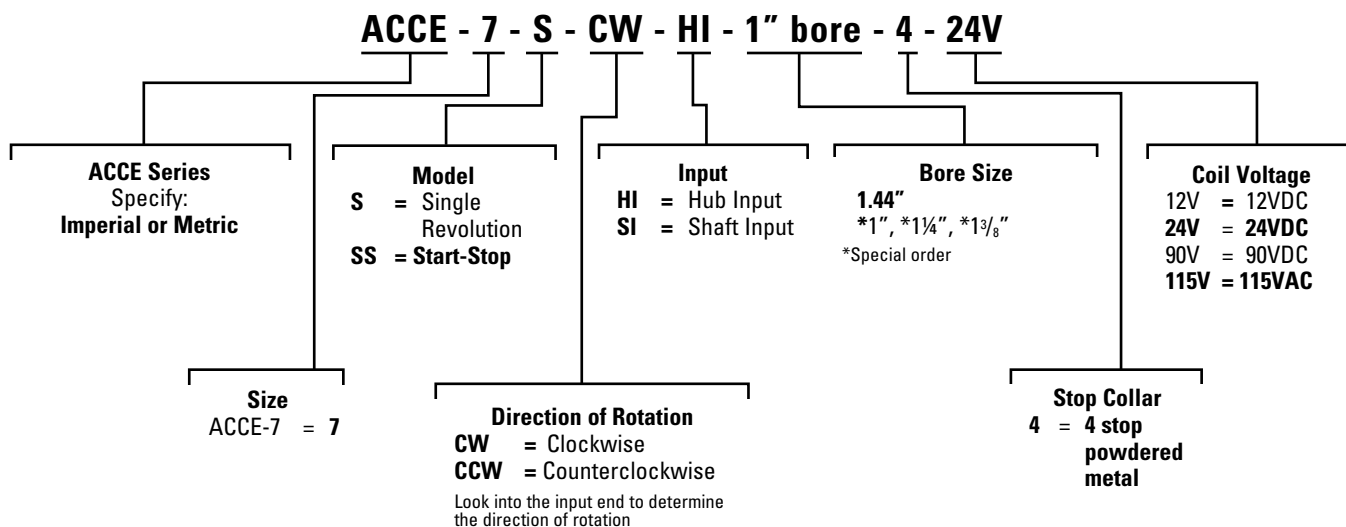 ACCE - 7 - S - CW - HI - 1” bore - 4 - 24V
ACCE Series
Specify:
Imperial or Metric
Model
S = Single
Revolution
SS = Start-Stop
Input
HI = Hub Input
SI = Shaft Input
Bore Size
1.44”
*1”, *1¼”, *1³/₈”
*Special order
Coil Voltage
12V = 12VDC
24V = 24VDC
90V = 90VDC
115V = 115VAC
Size
ACCE-7 = 7
Direction of Rotation
CW = Clockwise
CCW = Counterclockwise
Look into the input end to determine
the direction of rotation
Stop Collar
4 = 4 stop
powdered
metal